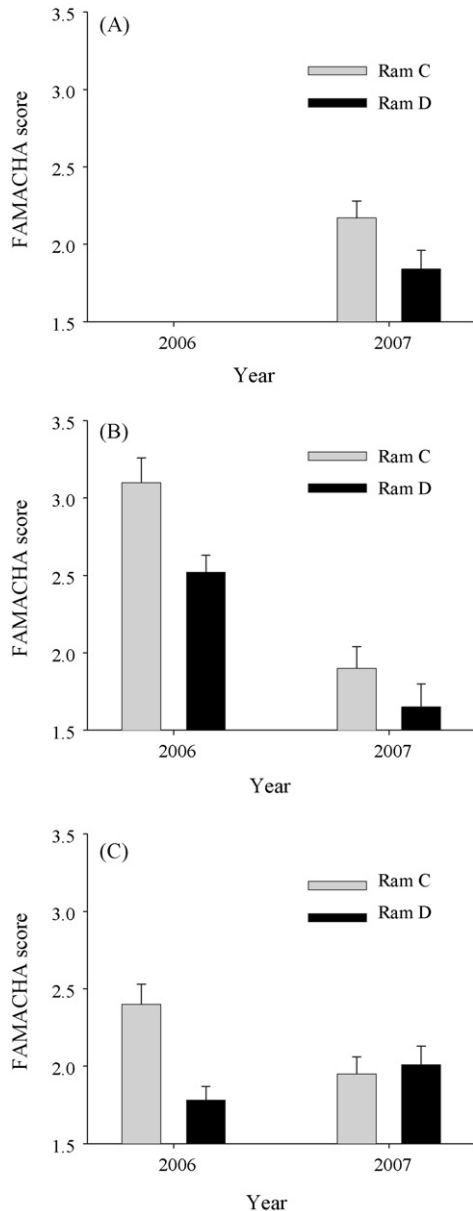 (A)
3.5
3.0
2.5
2.0
1.5
FAMACHA score
Ram C
Ram D
2006
2007
Year
(B)
3.5
3.0
2.5
2.0
1.5
FAMACHA score
Ram C
Ram D
2006
2007
Year
(C)
3.5
3.0
2.5
2.0
1.5
FAMACHA score
Ram C
Ram D
2006
2007
Year